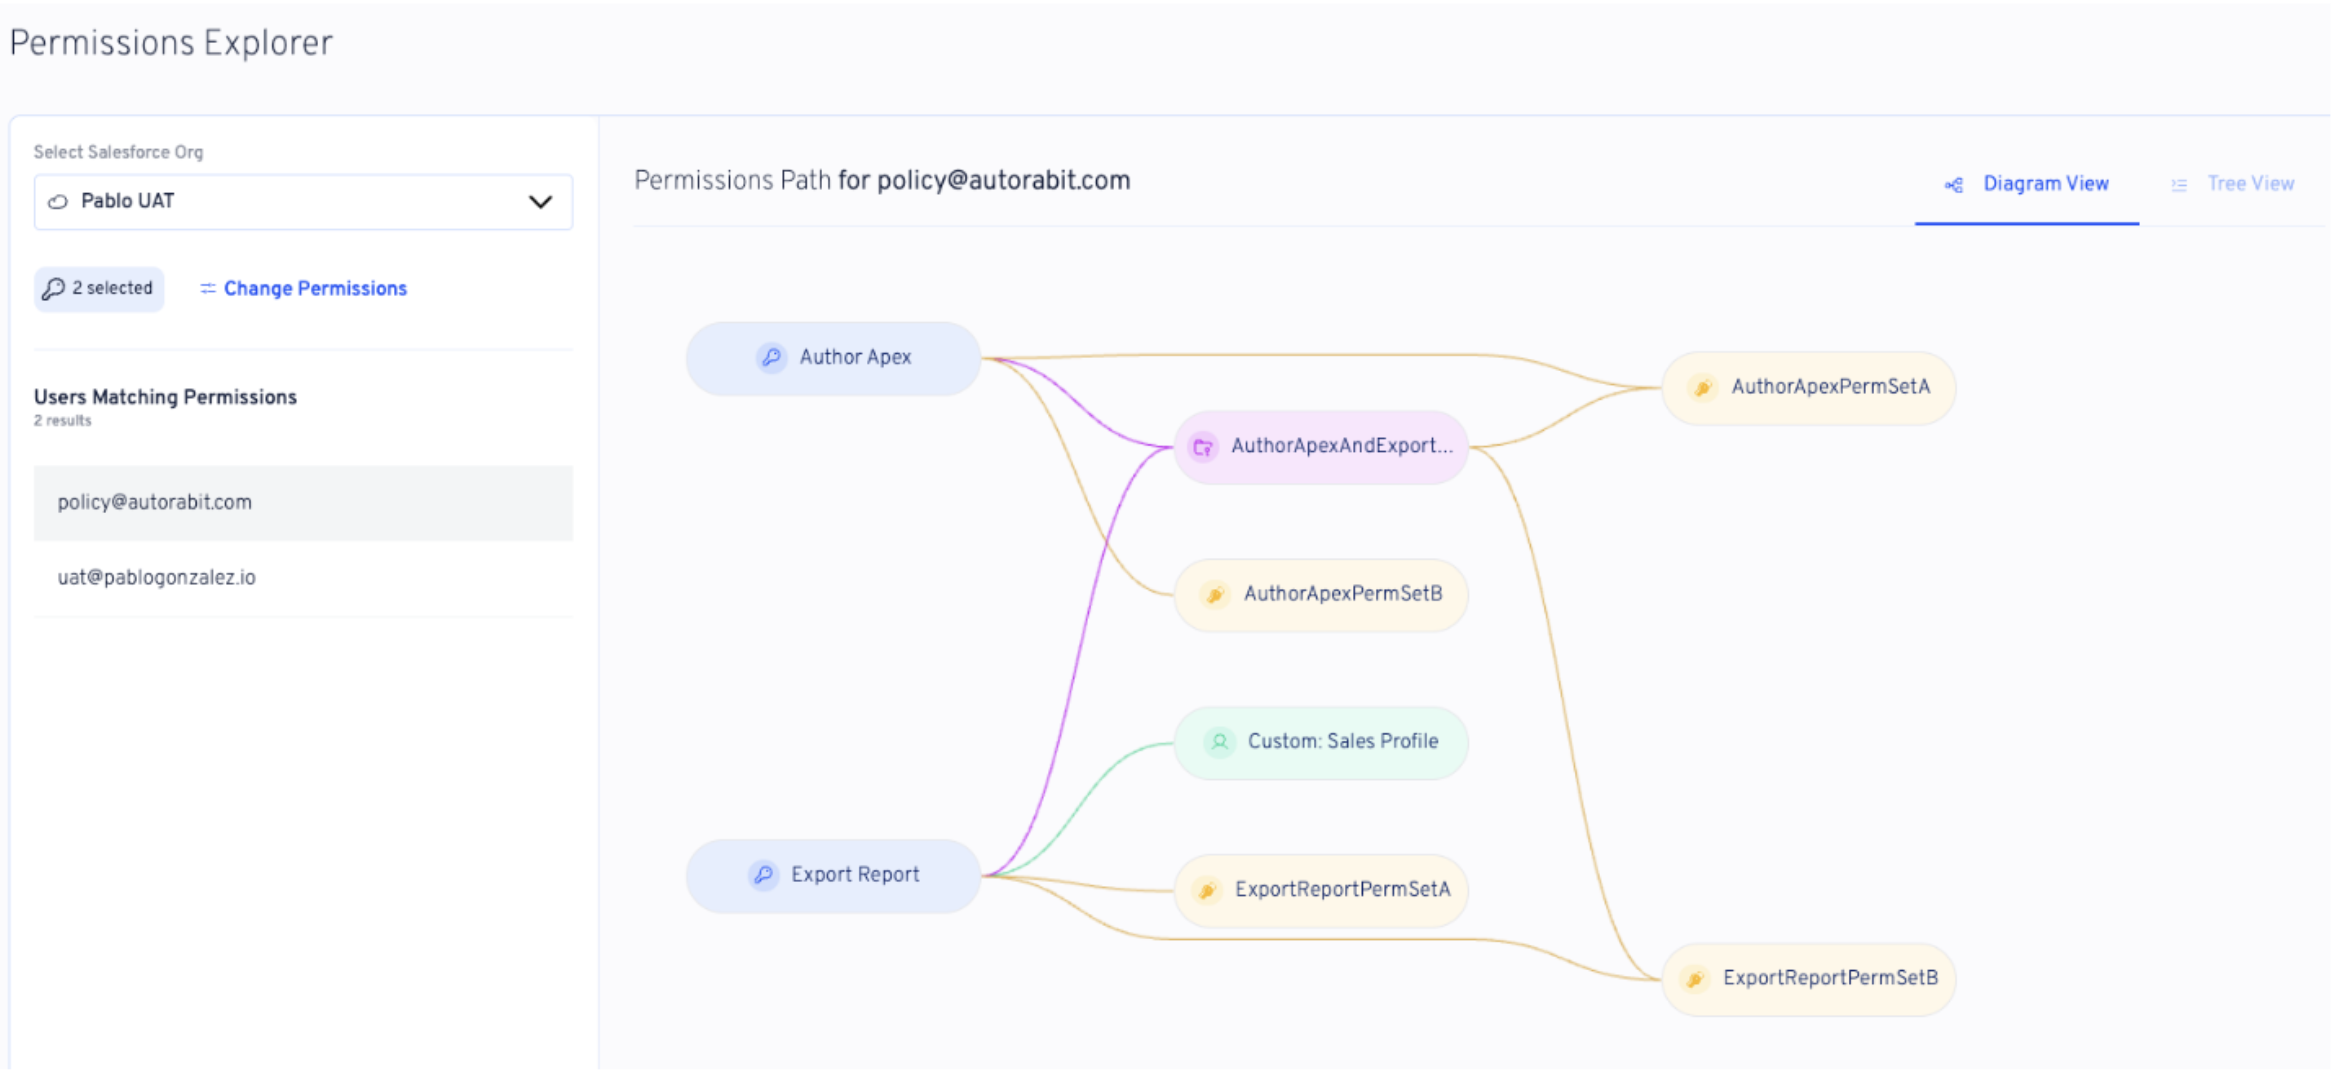 Permissions Explorer
Select Salesforce Org
Pablo UAT
2 selected
Change Permissions
Users Matching Permissions
2 results
policy@autorabit.com
uat@pablogonzalez.io
Permissions Path for policy@autorabit.com
Diagram View
Tree View
Author Apex
AuthorApexPermSetA
AuthorApexAndExport...
AuthorApexPermSetB
Custom: Sales Profile
Export Report
ExportReportPermSetA
ExportReportPermSetB